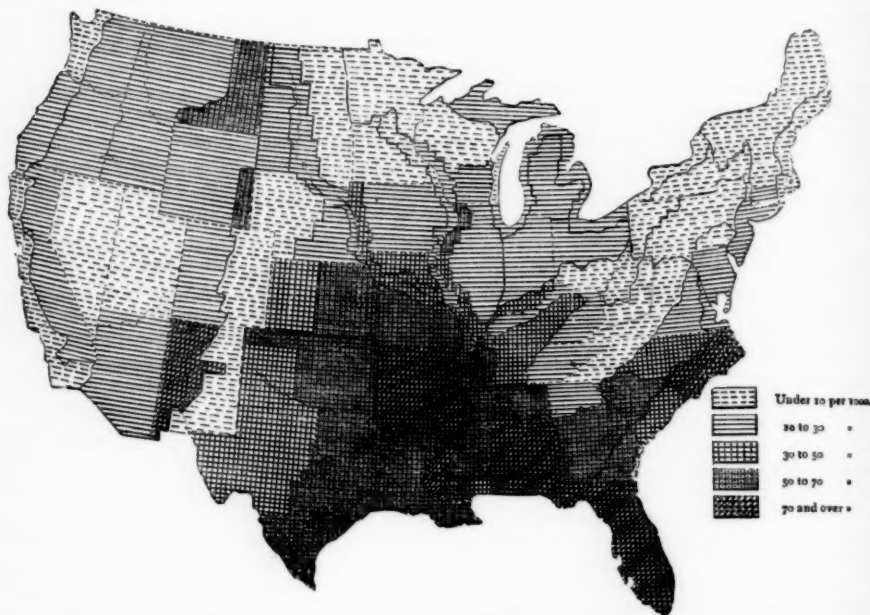 Under 10 per 1000
10 to 30 "
30 to 50 "
50 to 70 "
70 and over "